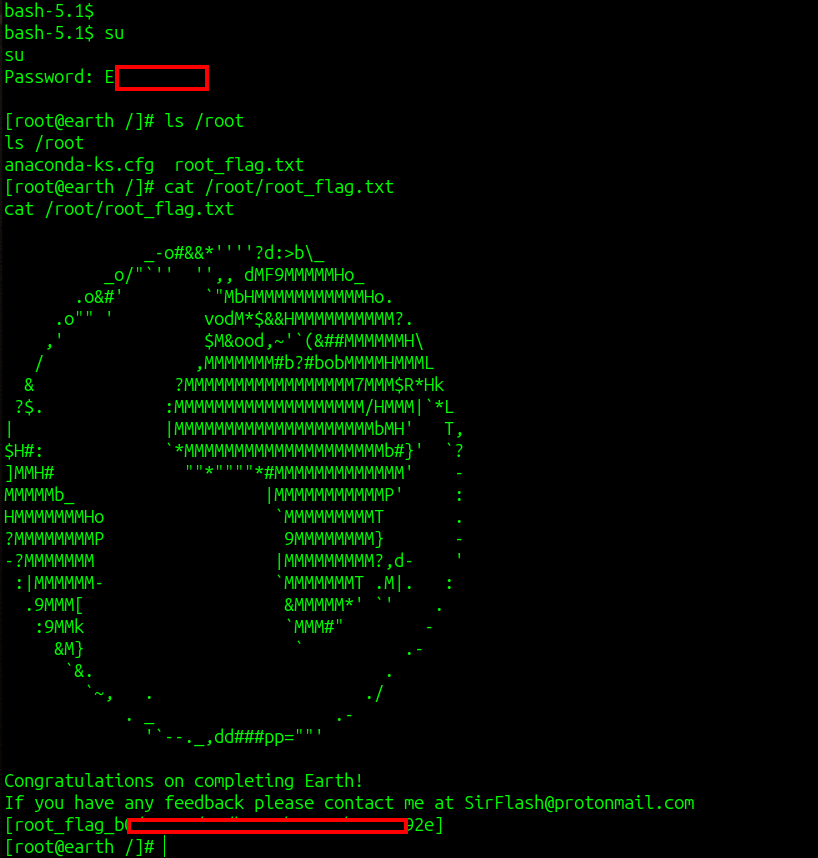 bash-5.1$
bash-5.1$ su
su
Password: E
[root@earth /]# ls /root
ls /root
anaconda-ks.cfg  root_flag.txt
[root@earth /]# cat /root/root_flag.txt
cat /root/root_flag.txt
              _-o#&&*''''?d:>b\_
          _o/"`''  '',, dMF9MMMMMHo_
       .o&#'        `"MbHMMMMMMMMMMMHo.
     .o"" '         vodM*$&&HMMMMMMMMMM?.
    ,'              $M&ood,~'`(&##MMMMMMH\
   /               ,MMMMMMM#b?#bobMMMMHMMML
  &              ?MMMMMMMMMMMMMMMMM7MMM$R*Hk
 ?$.            :MMMMMMMMMMMMMMMMMMM/HMMM|`*L
|               |MMMMMMMMMMMMMMMMMMMMbMH'   T,
$H#:            `*MMMMMMMMMMMMMMMMMMMMb#}'  `?
]MMH#             ""*""""*#MMMMMMMMMMMMM'    -
MMMMMb_                   |MMMMMMMMMMMP'     :
HMMMMMMMHo                 `MMMMMMMMMT       .
?MMMMMMMMP                  9MMMMMMMM}       -
-?MMMMMMM                  |MMMMMMMMM?,d-    '
 :|MMMMMM-                 `MMMMMMMT .M|.   :
  .9MMM[                    &MMMMM*' `'    .
   :9MMk                    `MMM#"        -
     &M}                     `          .-
      `&.                             .
        `~,   .                     ./
            . _                  .-
              '`--._,dd###pp=""'
Congratulations on completing Earth!
If you have any feedback please contact me at SirFlash@protonmail.com
[root_flag_b 92e]
[root@earth /]#